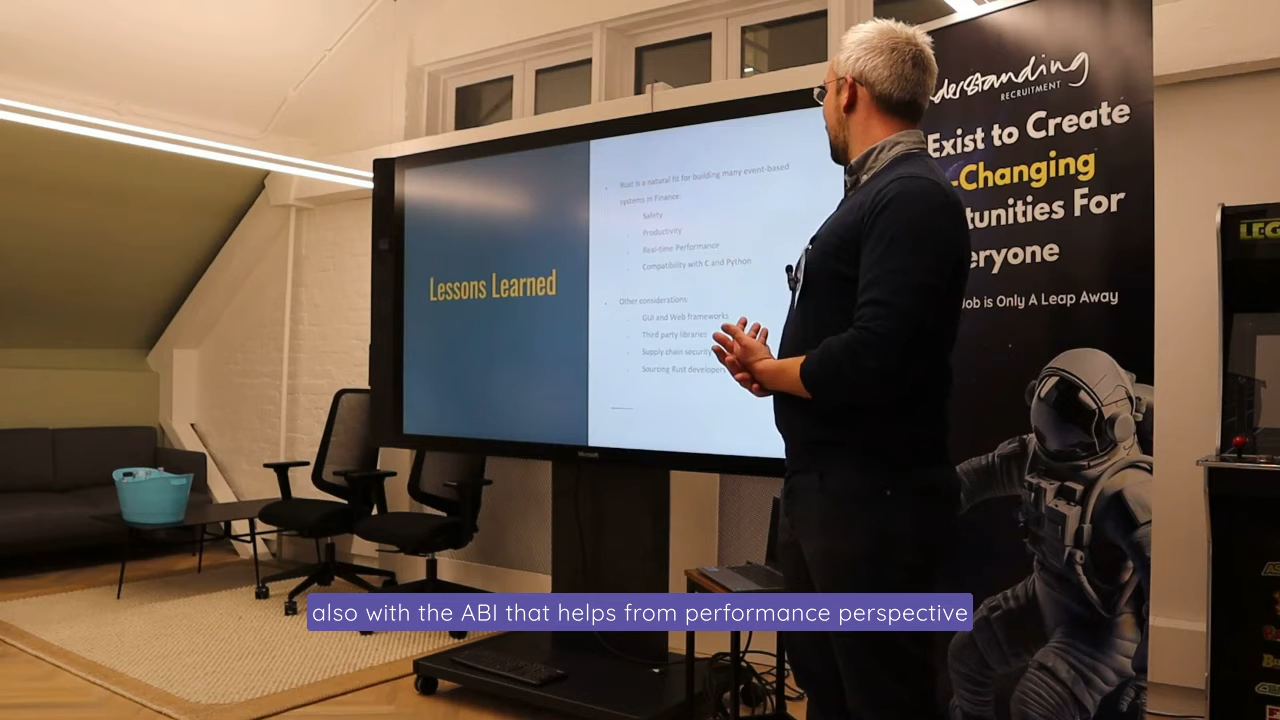 Lessons Learned
Rust is a natural fit for building many event-based
systems in Finance:
Safety
Productivity
Real-time Performance
Compatibility with C and Python
Other considerations:
GUI and Web frameworks
Third party libraries
Supply chain security
Sourcing Rust developers
derstanding
RECRUITMENT
Exist to Create
-Changing
tunities For
eryone
Job is Only A Leap Away
LEG
Microsoft
also with the ABI that helps from performance perspective